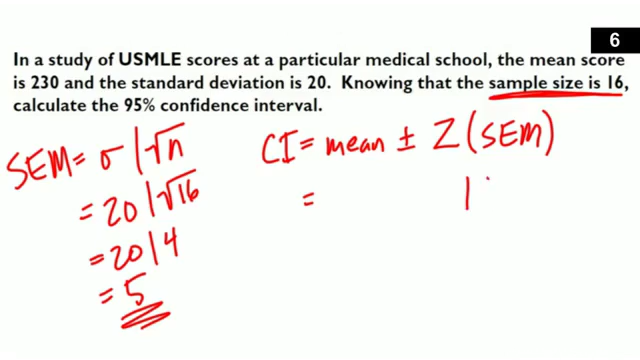 6
In a study of USMLE scores at a particular medical school, the mean score
is 230 and the standard deviation is 20. Knowing that the sample size is 16,
calculate the 95% confidence interval.
SEM = σ / √n
= 20 / √16
= 20 / 4
= 5
CI = mean ± Z (SEM)
= 1.